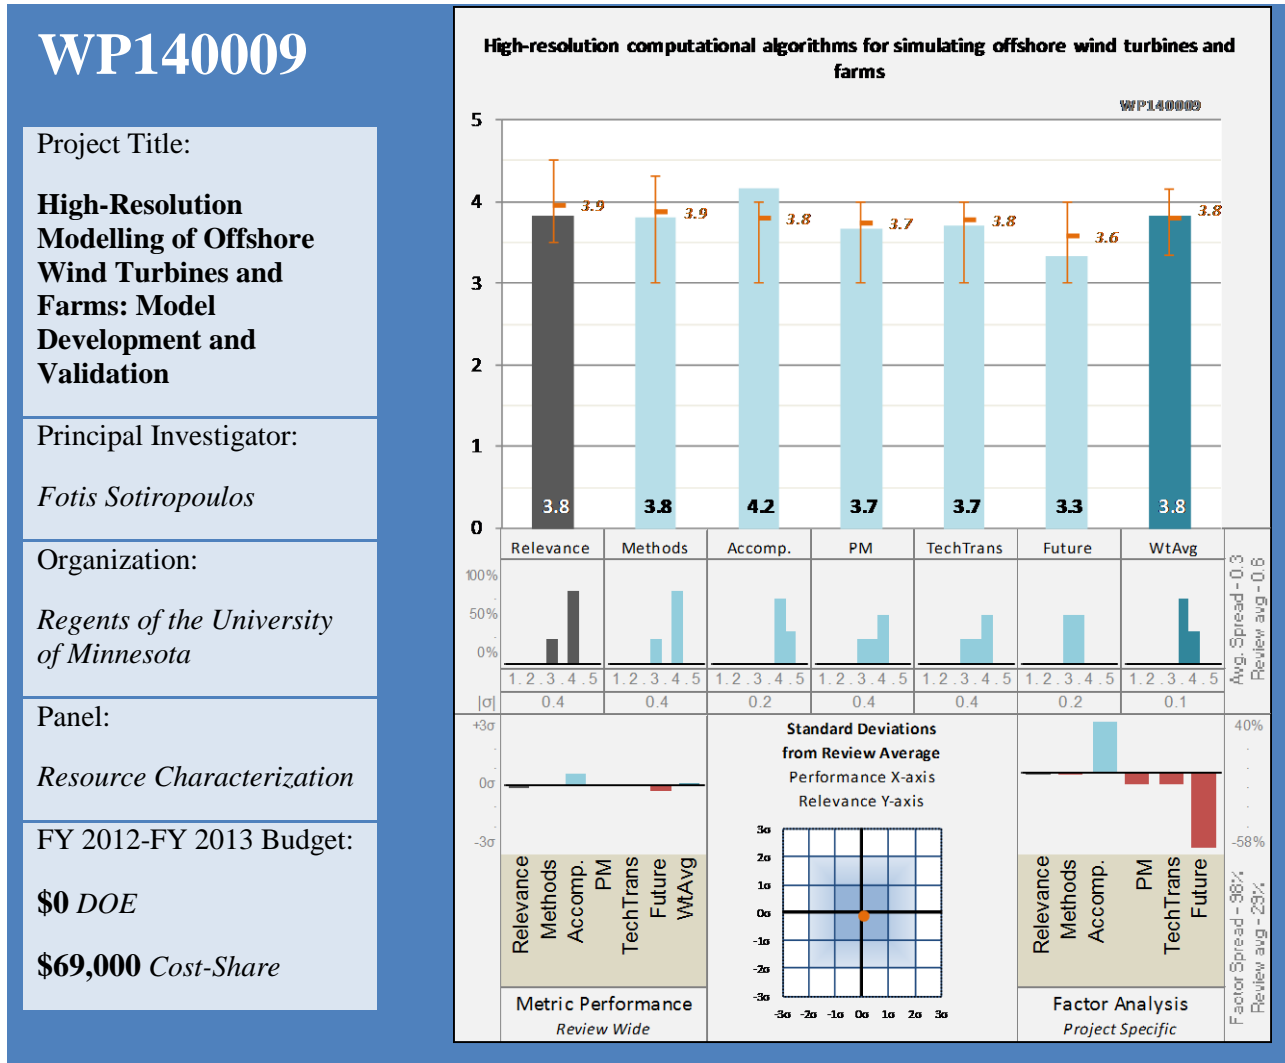 WP140009
Project Title:
High-Resolution
Modelling of Offshore
Wind Turbines and
Farms: Model
Development and
Validation
Principal Investigator:
Fotis Sotiropoulos
Organization:
Regents of the University
of Minnesota
Panel:
Resource Characterization
FY 2012-FY 2013 Budget:
$0 DOE
$69,000 Cost-Share
High-resolution computational algorithms for simulating offshore wind turbines and
farms
WP140009
5
4
3
2
1
0
3.9
3.9
3.8
3.7
3.8
3.6
3.8
3.8
3.8
4.2
3.7
3.7
3.3
3.8
Relevance
Methods
Accomp.
PM
TechTrans
Future
WtAvg
100%
50%
0%
1 . 2 . 3 . 4 . 5
1 . 2 . 3 . 4 . 5
1 . 2 . 3 . 4 . 5
1 . 2 . 3 . 4 . 5
1 . 2 . 3 . 4 . 5
1 . 2 . 3 . 4 . 5
1 . 2 . 3 . 4 . 5
|σ|
0.4
0.4
0.2
0.4
0.4
0.2
0.1
Avg. Spread - 0.3
Review avg - 0.6
+3σ
0σ
-3σ
Relevance
Methods
Accomp.
PM
TechTrans
Future
WtAvg
Metric Performance
Review Wide
Standard Deviations
from Review Average
Performance X-axis
Relevance Y-axis
3σ
2σ
1σ
0σ
-1σ
-2σ
-3σ
-3σ -2σ -1σ 0σ 1σ 2σ 3σ
40%
-58%
Relevance
Methods
Accomp.
PM
TechTrans
Future
Factor Analysis
Project Specific
Factor Spread - 98%
Review avg - 29%